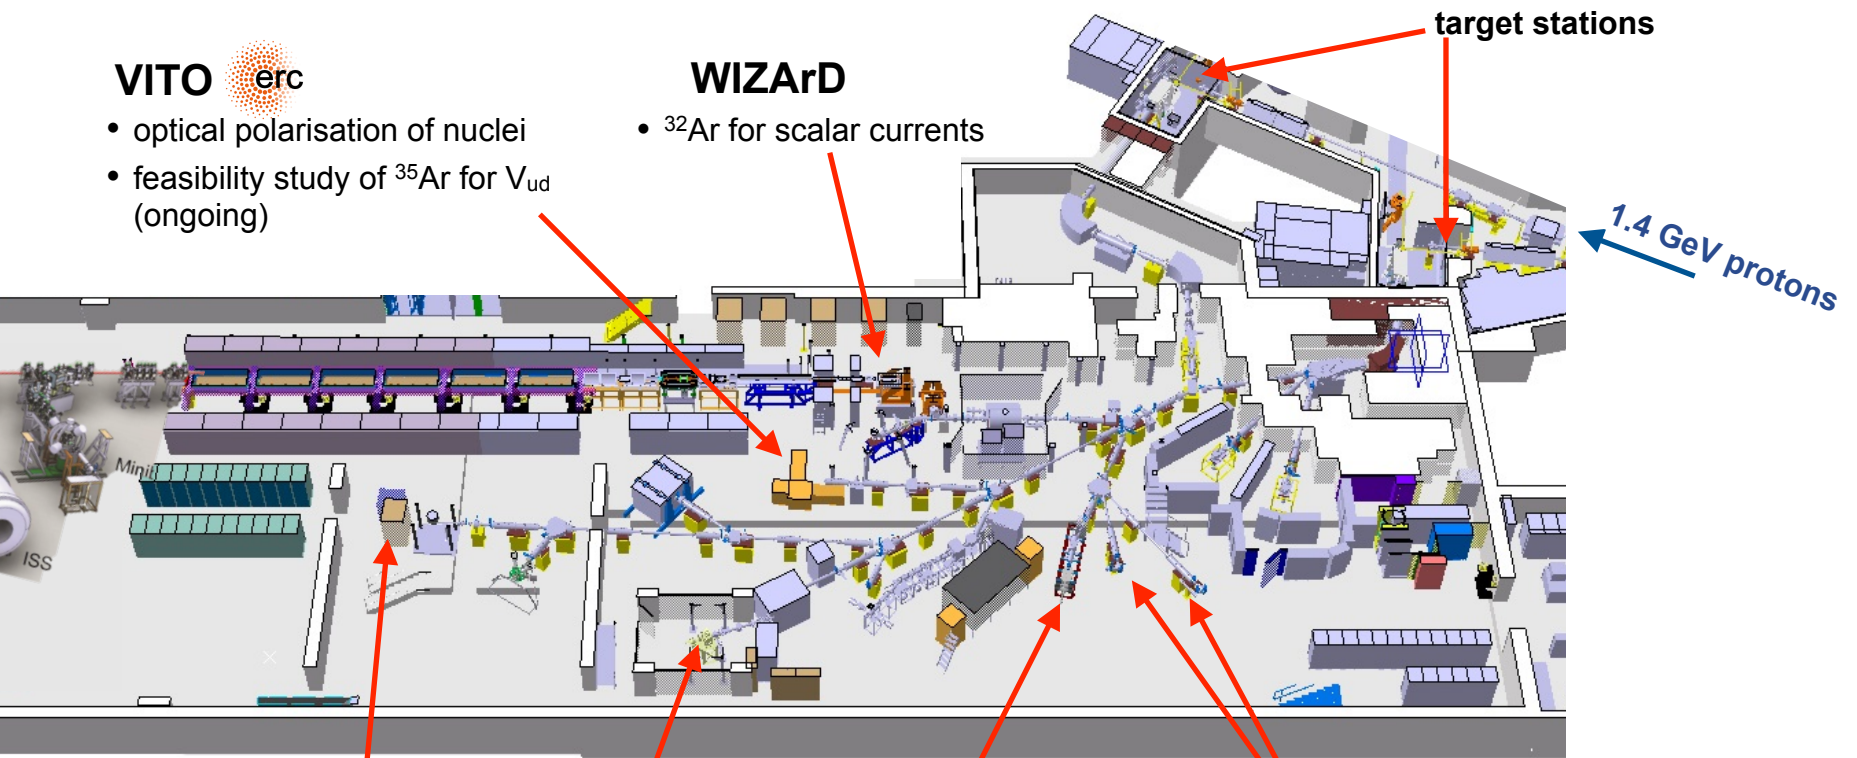 target stations
VITO erc
WIZArD
• optical polarisation of nuclei
• ³²Ar for scalar currents
• feasibility study of ³⁵Ar for Vud
(ongoing)
1.4 GeV protons
ISS